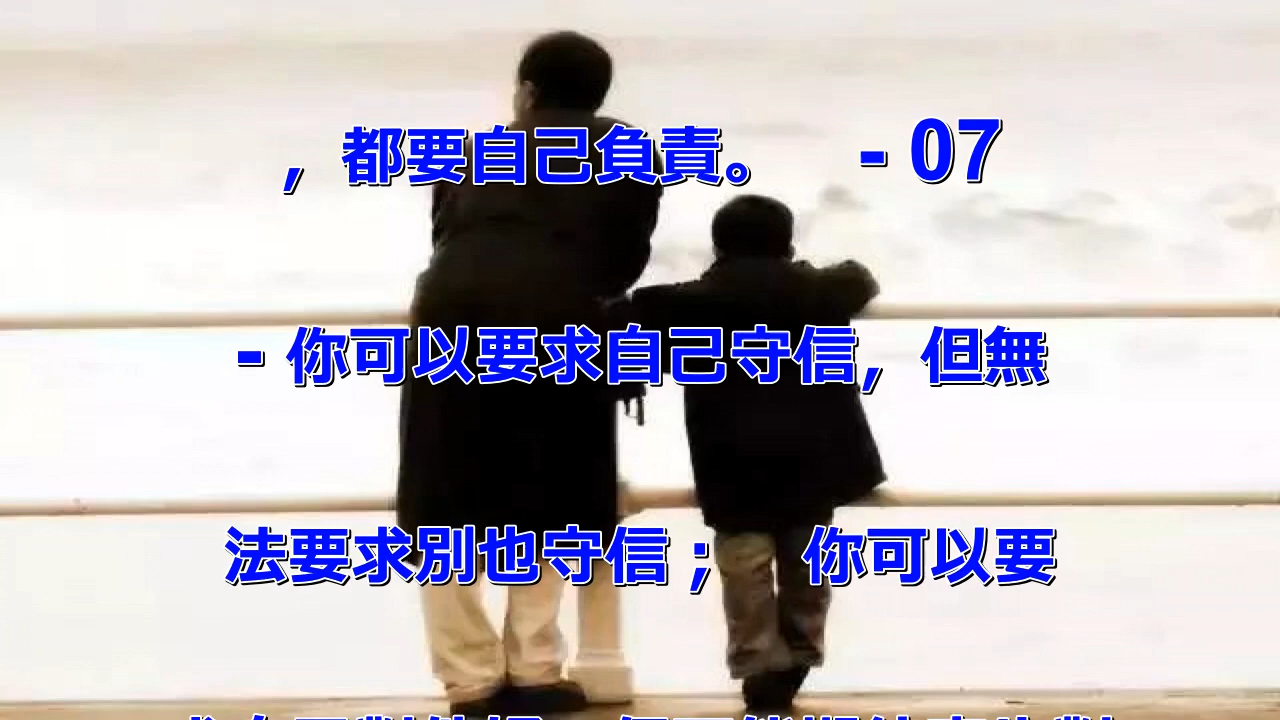 ，都要自己負責。 - 07
- 你可以要求自己守信，但無
法要求別也守信； 你可以要